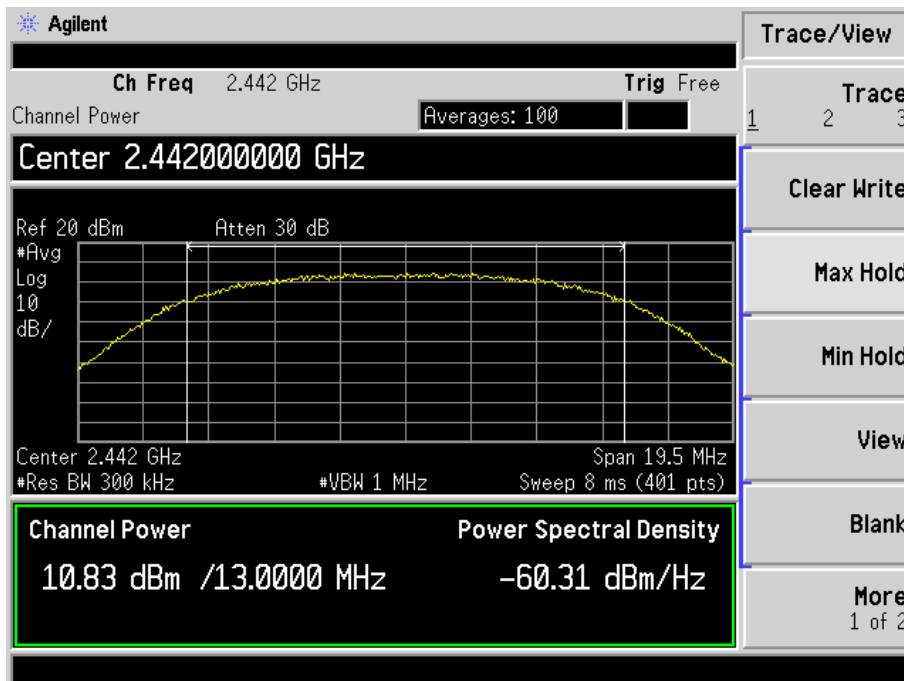 Agilent
Trace/View
Ch Freq 2.442 GHz Trig Free
Channel Power Averages: 100
Trace
1 2 3
Center 2.442000000 GHz
Clear Write
Ref 20 dBm Atten 30 dB
#Avg
Log
10
dB/
Max Hold
Min Hold
View
Center 2.442 GHz Span 19.5 MHz
#Res BW 300 kHz #VBW 1 MHz Sweep 8 ms (401 pts)
Blank
Channel Power Power Spectral Density
10.83 dBm /13.0000 MHz -60.31 dBm/Hz
More
1 of 2